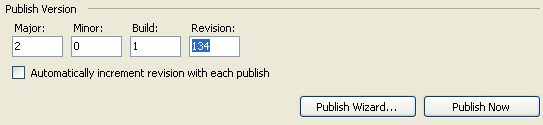 Publish Version
Major: Minor: Build: Revision:
2 0 1 134
Automatically increment revision with each publish
Publish Wizard... Publish Now